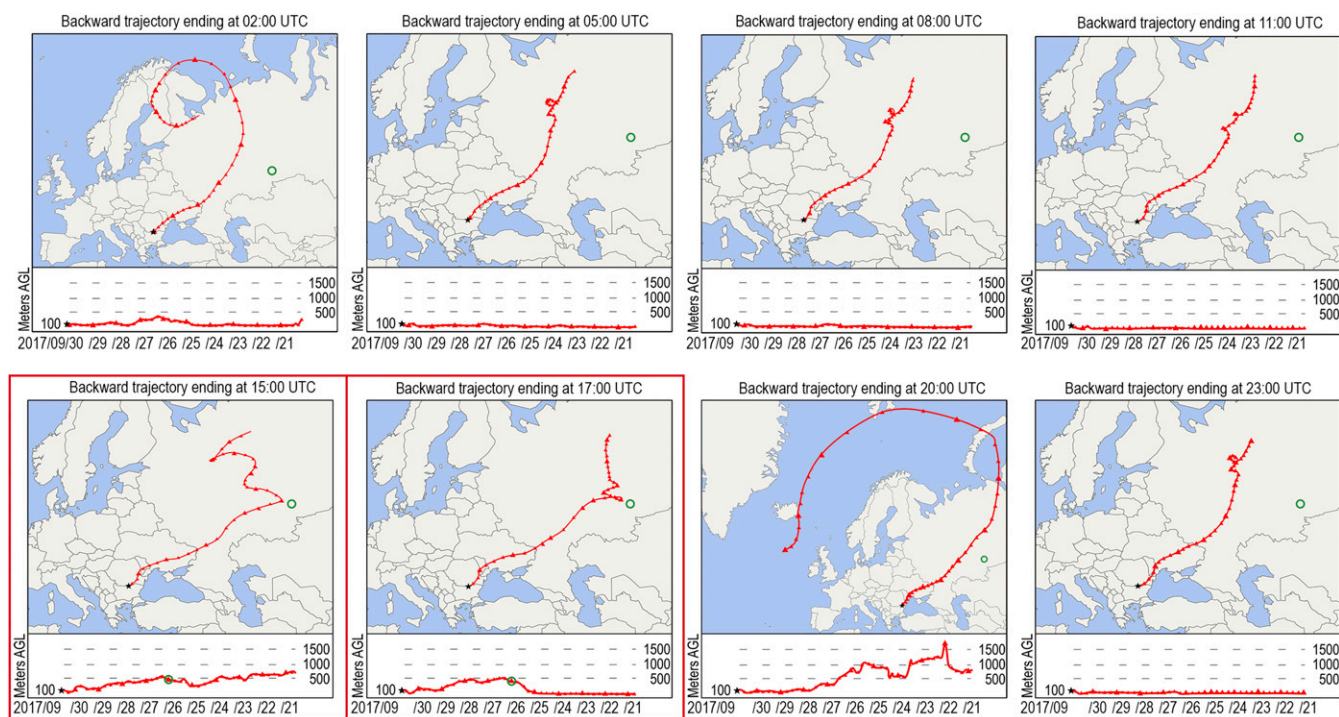 Backward trajectory ending at 02:00 UTC
Meters AGL
1500
1000
500
100
2017/09/30 /29 /28 /27 /26 /25 /24 /23 /22 /21
Backward trajectory ending at 05:00 UTC
1500
1000
500
100
2017/09 /30 /29 /28 /27 /26 /25 /24 /23 /22 /21
Backward trajectory ending at 08:00 UTC
Meters AGL
1500
1000
500
100
2017/09 /30 /29 /28 /27 /26 /25 /24 /23 /22 /21
Backward trajectory ending at 11:00 UTC
Meters AGL
1500
1000
500
100
2017/09 /30 /29 /28 /27 /26 /25 /24 /23 /22 /21
Backward trajectory ending at 15:00 UTC
Meters AGL
1500
1000
500
100
2017/09 /30 /29 /28 /27 /26 /25 /24 /23 /22 /21
Backward trajectory ending at 17:00 UTC
Meters AGL
1500
1000
500
100
2017/09 /30 /29 /28 /27 /26 /25 /24 /23 /22 /21
Backward trajectory ending at 20:00 UTC
Meters AGL
1500
1000
500
100
2017/09 /30 /29 /28 /27 /26 /25 /24 /23 /22 /21
Backward trajectory ending at 23:00 UTC
Meters AGL
1500
1000
500
100
2017/09 /30 /29 /28 /27 /26 /25 /24 /23 /22 /21